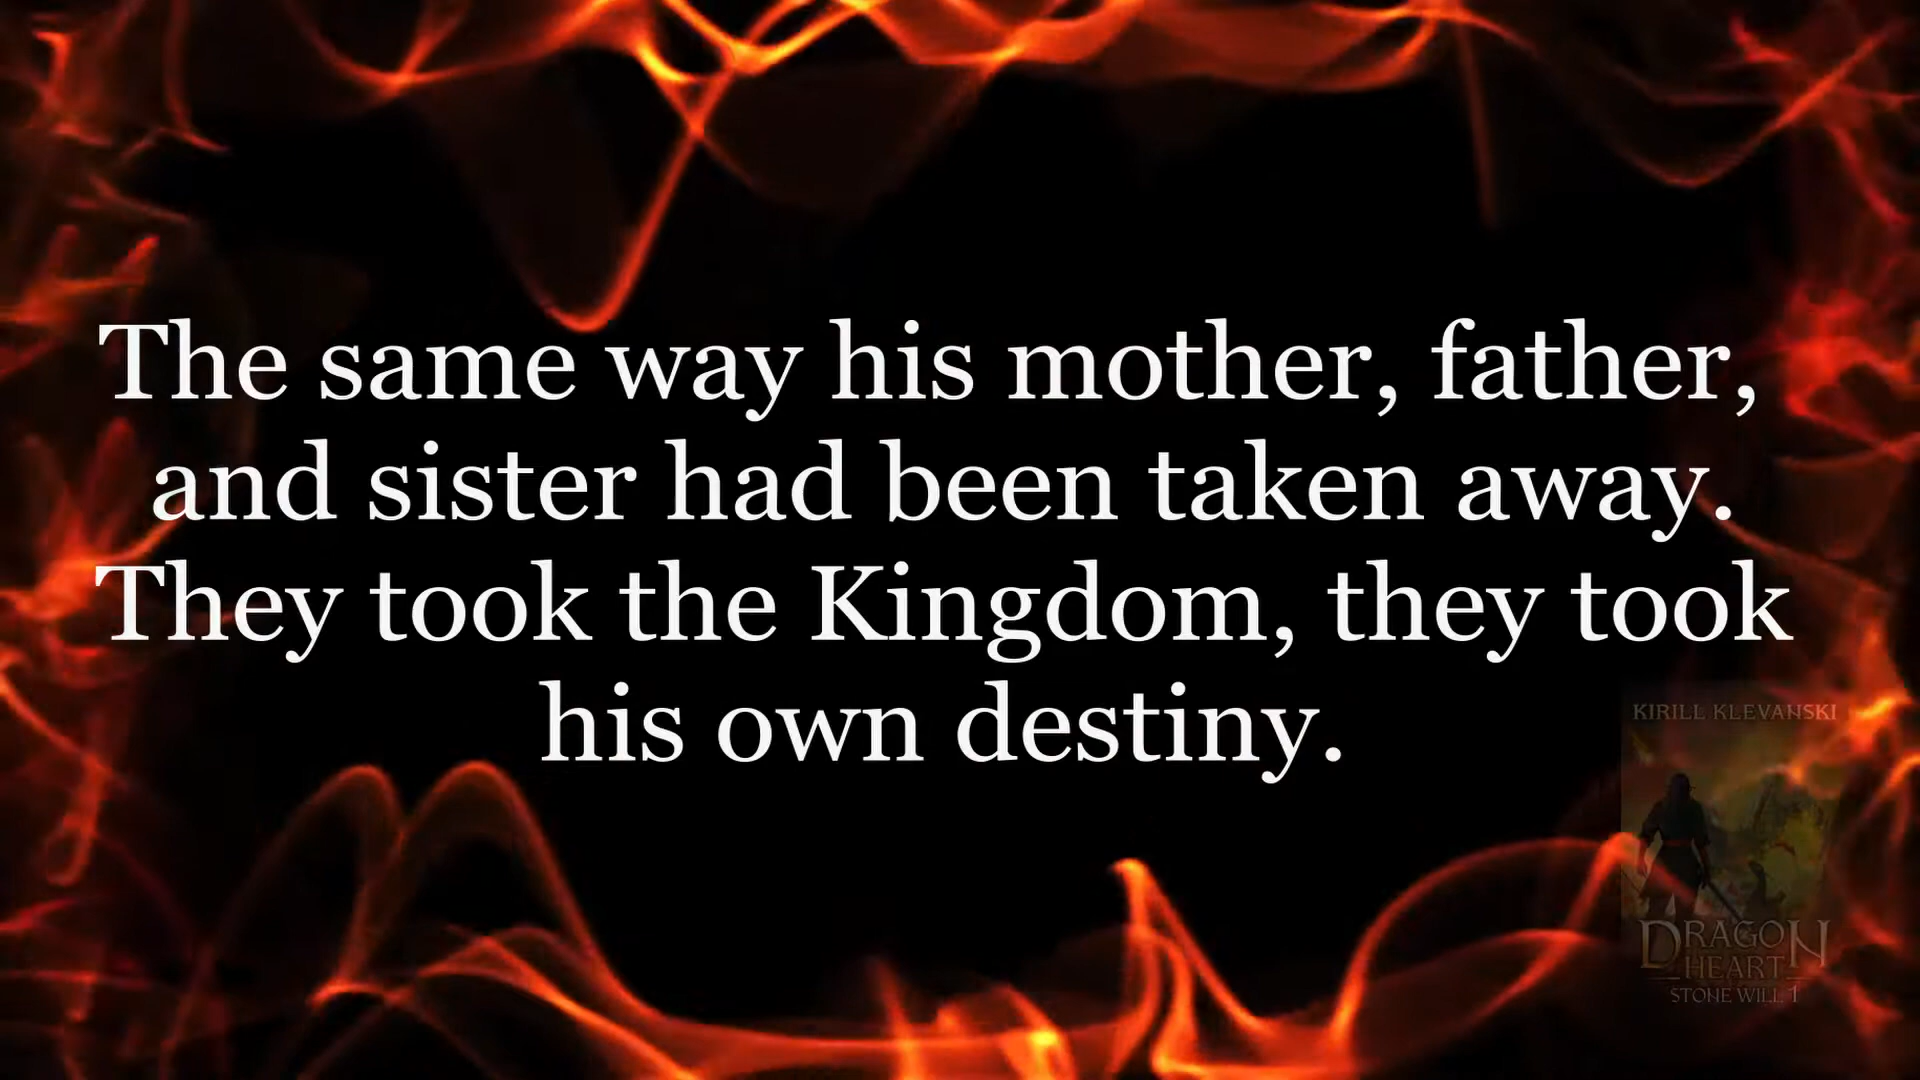 The same way his mother, father,
and sister had been taken away.
They took the Kingdom, they took
his own destiny.
KIRILL KLEVANSKI
DRAGON
HEART
STONE WILL 1